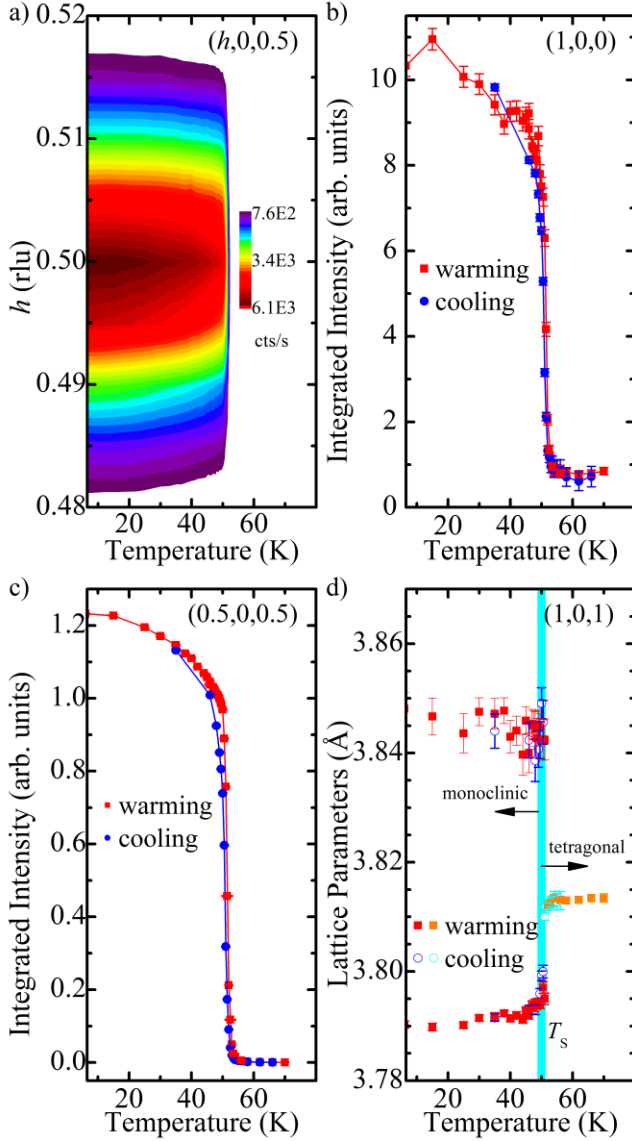 a)
(h,0,0.5)
0.52
0.51
0.50
0.49
0.48
h (rlu)
7.6E2
3.4E3
6.1E3
cts/s
20 40 60
Temperature (K)
b)
(1,0,0)
10
8
6
4
2
0
Integrated Intensity (arb. units)
warming
cooling
20 40 60
Temperature (K)
c)
(0.5,0,0.5)
1.2
1.0
0.8
0.6
0.4
0.2
0.0
Integrated Intensity (arb. units)
warming
cooling
20 40 60
Temperature (K)
d)
(1,0,1)
3.86
3.84
3.82
3.80
3.78
Lattice Parameters (Å)
monoclinic
tetragonal
warming
cooling
Ts
20 40 60
Temperature (K)